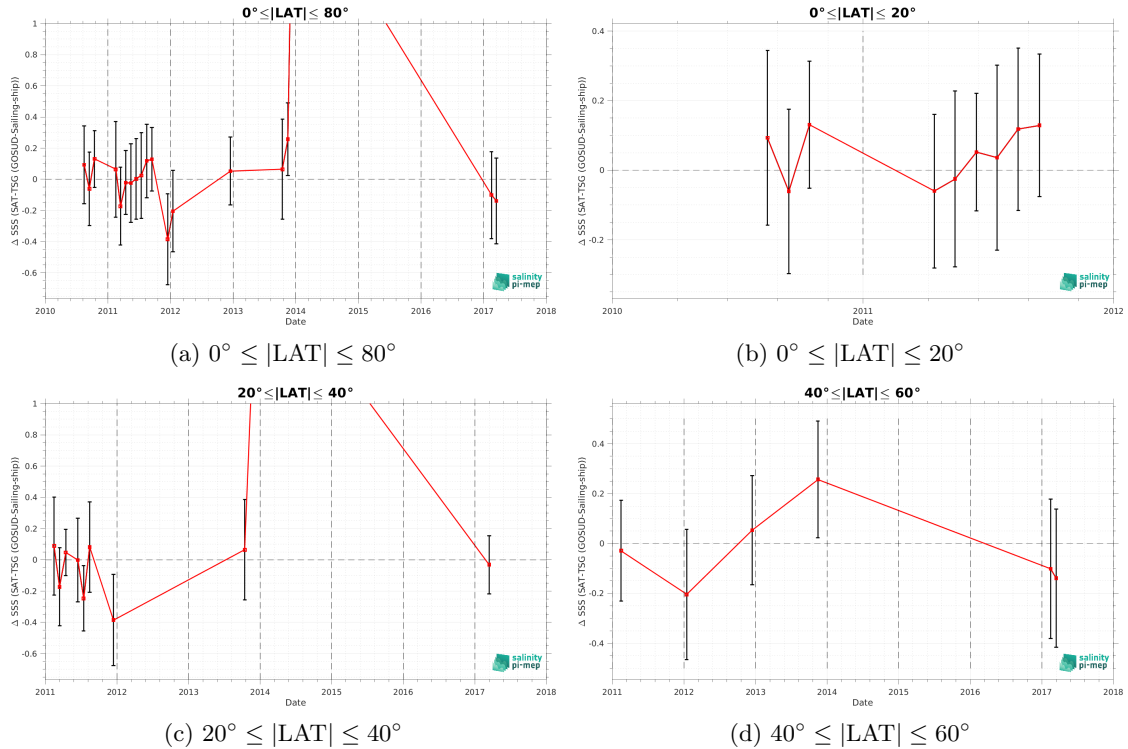 0°≤|LAT|≤ 80°
Δ SSS (SAT-TSG (GOSUD-Sailing-ship))
1
0.8
0.6
0.4
0.2
0
-0.2
-0.4
-0.6
2010 2011 2012 2013 2014 2015 2016 2017 2018
Date
salinity
pi-mep
(a) 0° ≤ |LAT| ≤ 80°
0°≤|LAT|≤ 20°
Δ SSS (SAT-TSG (GOSUD-Sailing-ship))
0.4
0.2
0
-0.2
2010 2011 2012
Date
salinity
pi-mep
(b) 0° ≤ |LAT| ≤ 20°
20°≤|LAT|≤ 40°
Δ SSS (SAT-TSG (GOSUD-Sailing-ship))
1
0.8
0.6
0.4
0.2
0
-0.2
-0.4
-0.6
2011 2012 2013 2014 2015 2016 2017 2018
Date
salinity
pi-mep
(c) 20° ≤ |LAT| ≤ 40°
40°≤|LAT|≤ 60°
Δ SSS (SAT-TSG (GOSUD-Sailing-ship))
0.4
0.2
0
-0.2
-0.4
2011 2012 2013 2014 2015 2016 2017 2018
Date
salinity
pi-mep
(d) 40° ≤ |LAT| ≤ 60°